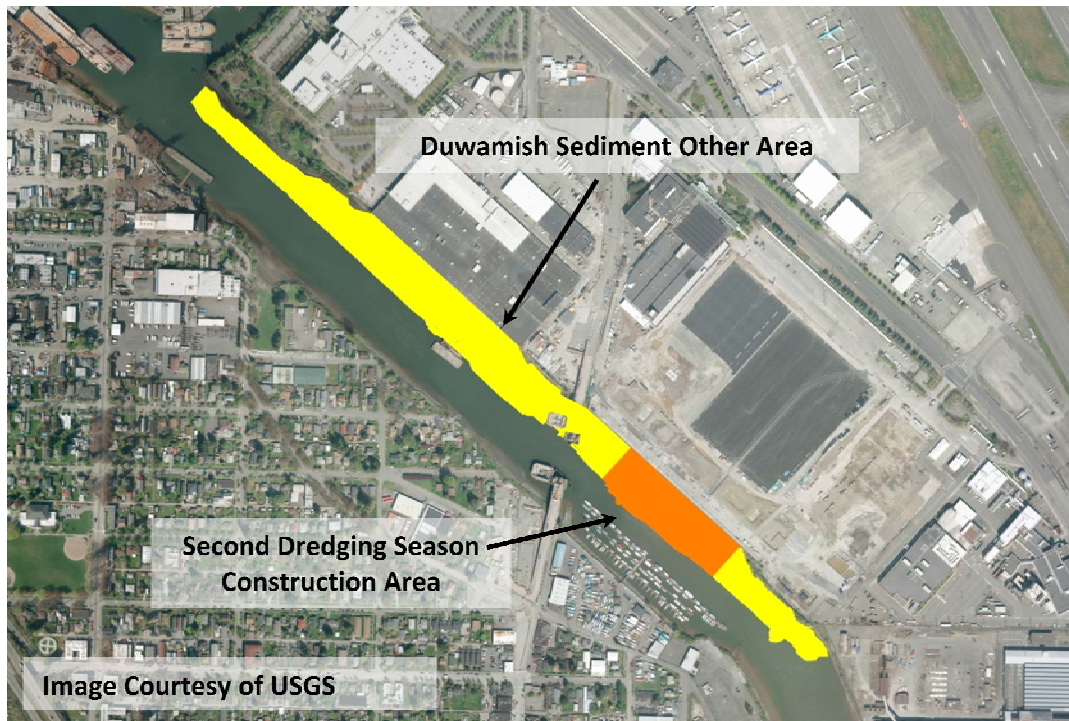 Duwamish Sediment Other Area
Second Dredging Season
Construction Area
Image Courtesy of USGS